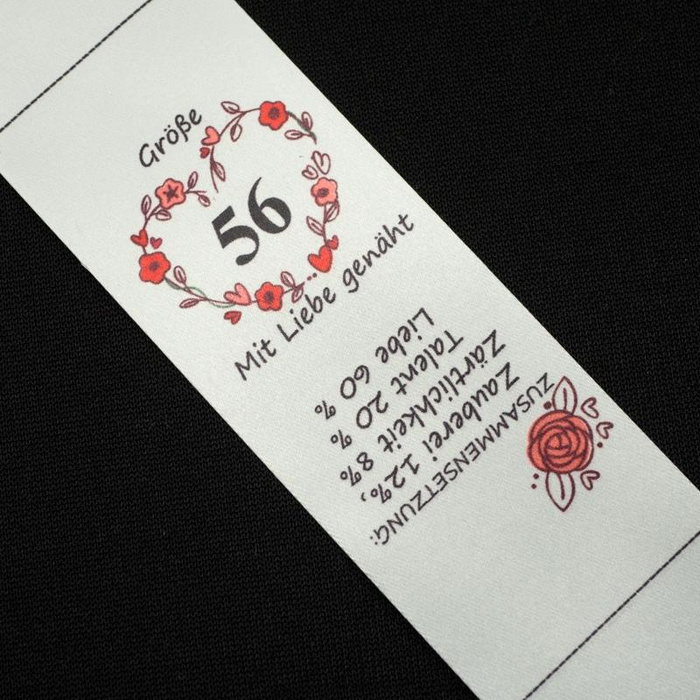 Größe
56
Mit Liebe genäht
ZUSAMMENSETZUNG:
Zauberei 12%,
Zärtlichkeit 8%
Talent 20 %
Liebe 60 %